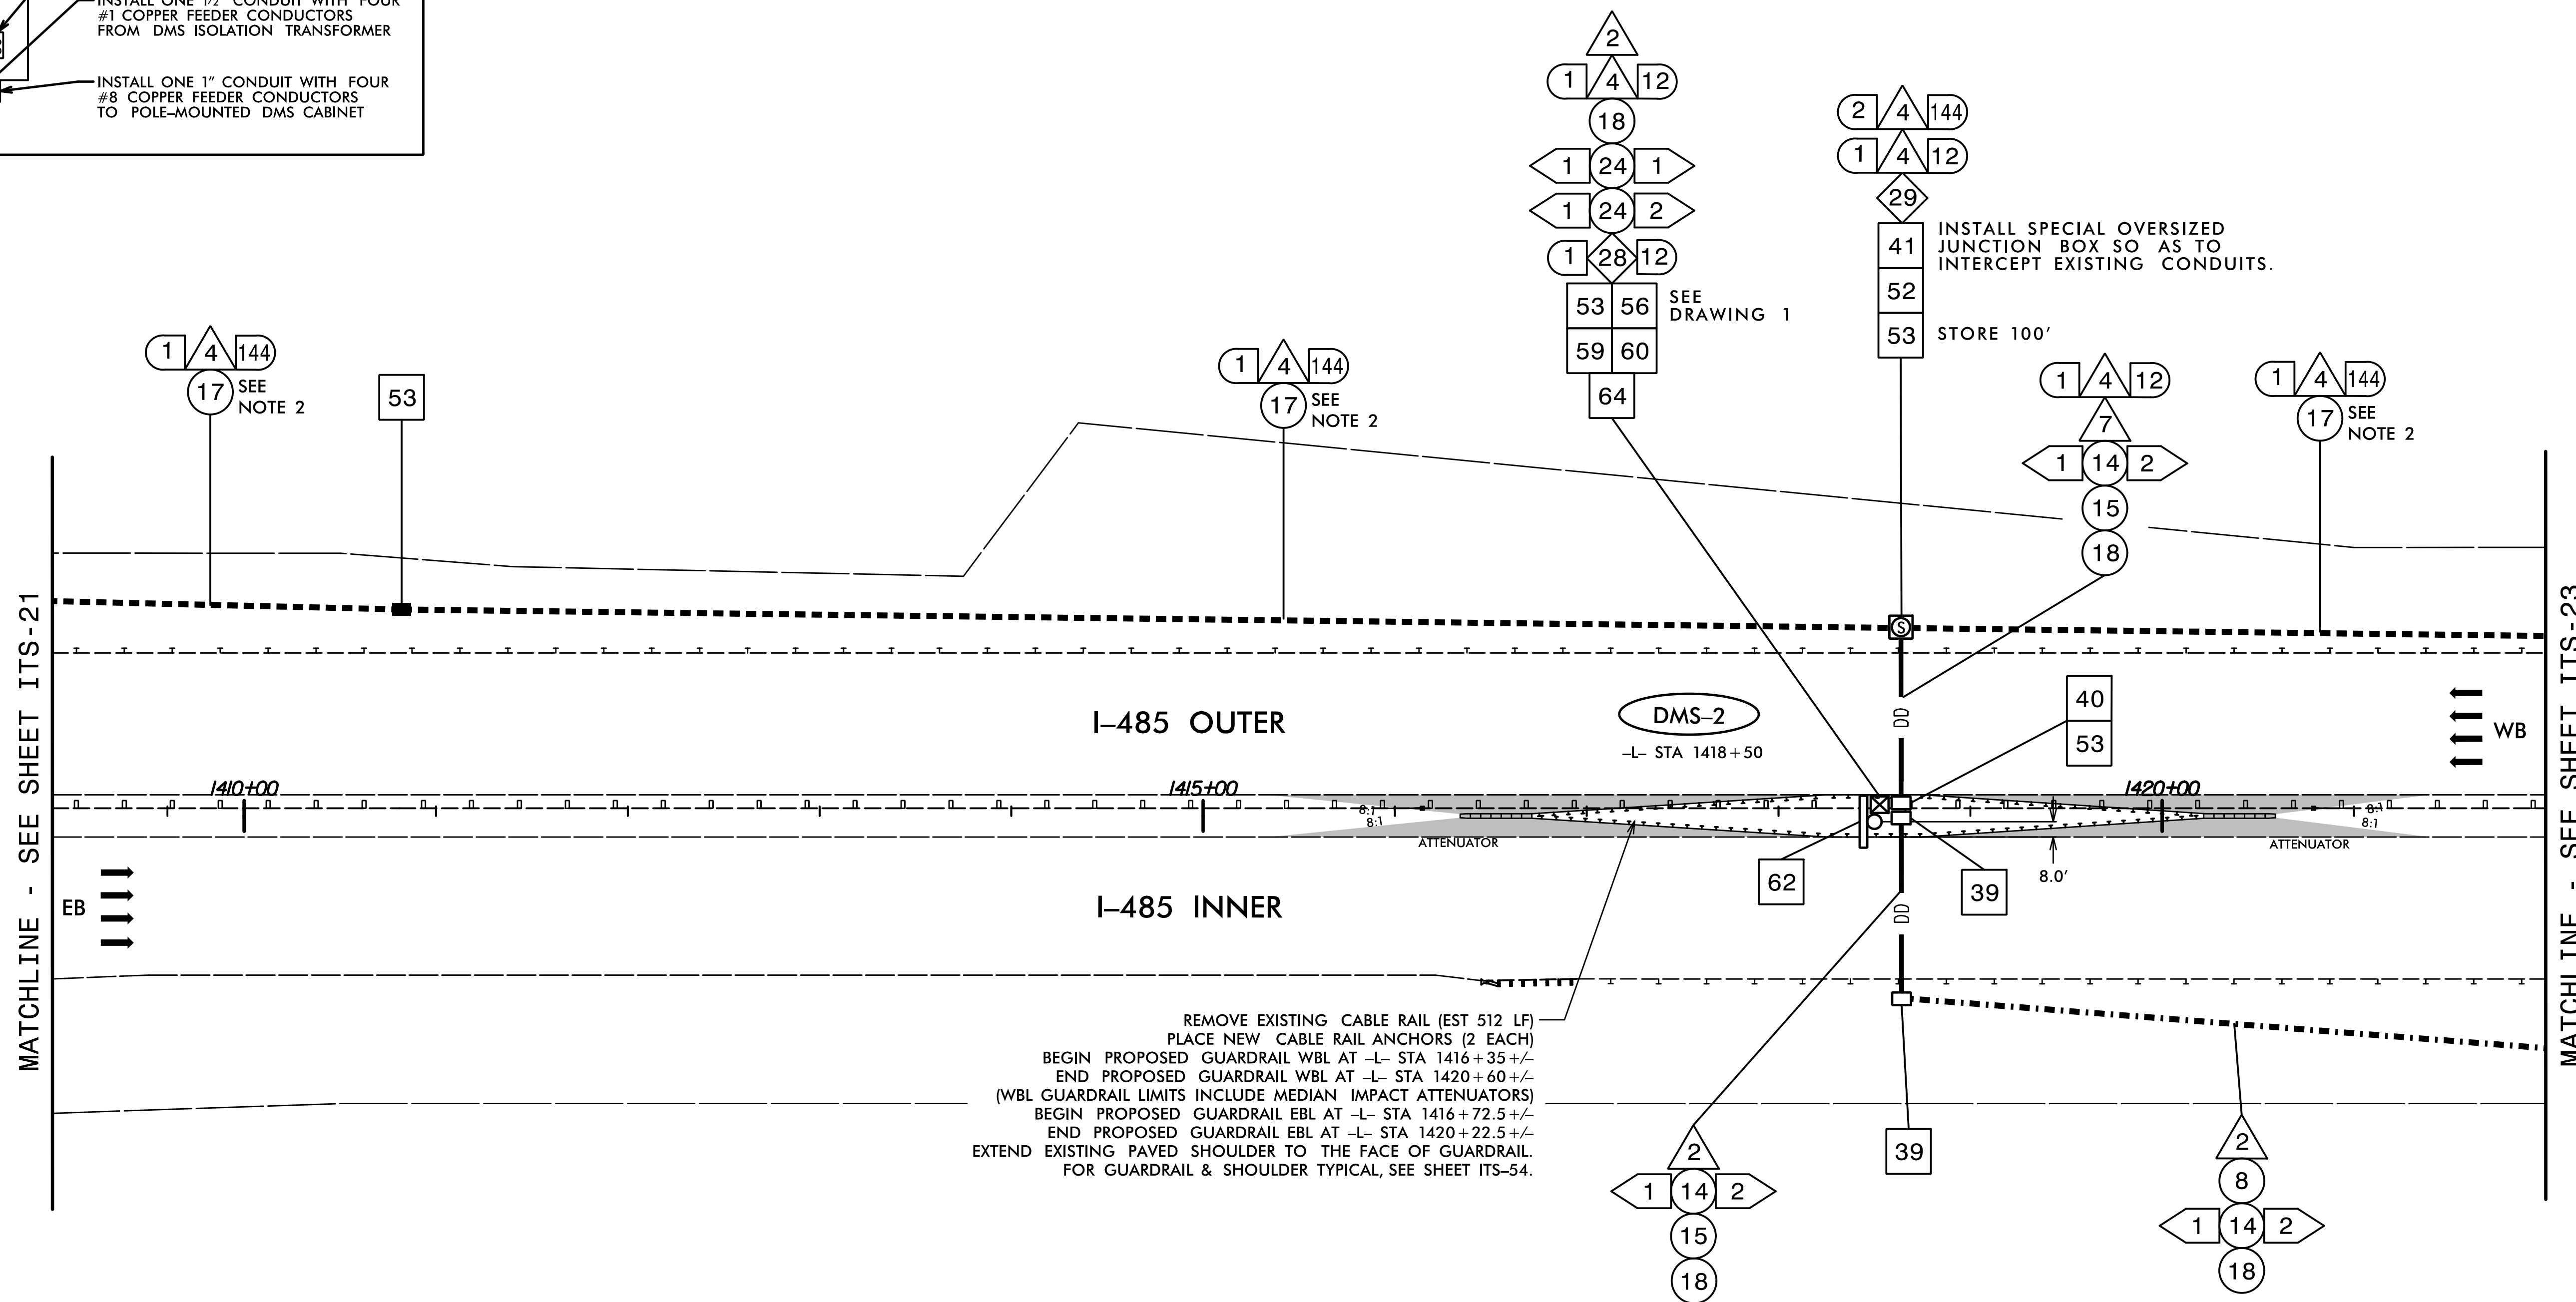 INSTALL ONE 1½" CONDUIT WITH FOUR
#1 COPPER FEEDER CONDUCTORS
FROM DMS ISOLATION TRANSFORMER
INSTALL ONE 1" CONDUIT WITH FOUR
#8 COPPER FEEDER CONDUCTORS
TO POLE-MOUNTED DMS CABINET
2
1 4 12
18
1 24 1
1 24 2
1 28 12
53 56
59 60
64
SEE
DRAWING 1
2 4 144
1 4 12
29
41
52
53
INSTALL SPECIAL OVERSIZED
JUNCTION BOX SO AS TO
INTERCEPT EXISTING CONDUITS.
STORE 100'
1 4 144
17
SEE
NOTE 2
53
1 4 144
17
SEE
NOTE 2
1 4 12
7
1 14 2
15
18
1 4 144
17
SEE
NOTE 2
MATCHLINE - SEE SHEET ITS-21
MATCHLINE - SEE SHEET ITS-23
S
I-485 OUTER
DMS-2
-L- STA 1418+50
DD
40
53
WB
1410+00
1415+00
1420+00
8:1
8:1
8:1
8:1
ATTENUATOR
ATTENUATOR
62
39
8.0'
EB
I-485 INNER
DD
REMOVE EXISTING CABLE RAIL (EST 512 LF)
PLACE NEW CABLE RAIL ANCHORS (2 EACH)
BEGIN PROPOSED GUARDRAIL WBL AT -L- STA 1416+35+/-
END PROPOSED GUARDRAIL WBL AT -L- STA 1420+60+/-
(WBL GUARDRAIL LIMITS INCLUDE MEDIAN IMPACT ATTENUATORS)
BEGIN PROPOSED GUARDRAIL EBL AT -L- STA 1416+72.5+/-
END PROPOSED GUARDRAIL EBL AT -L- STA 1420+22.5+/-
EXTEND EXISTING PAVED SHOULDER TO THE FACE OF GUARDRAIL.
FOR GUARDRAIL & SHOULDER TYPICAL, SEE SHEET ITS-54.
2
1 14 2
15
18
39
2
8
1 14 2
18